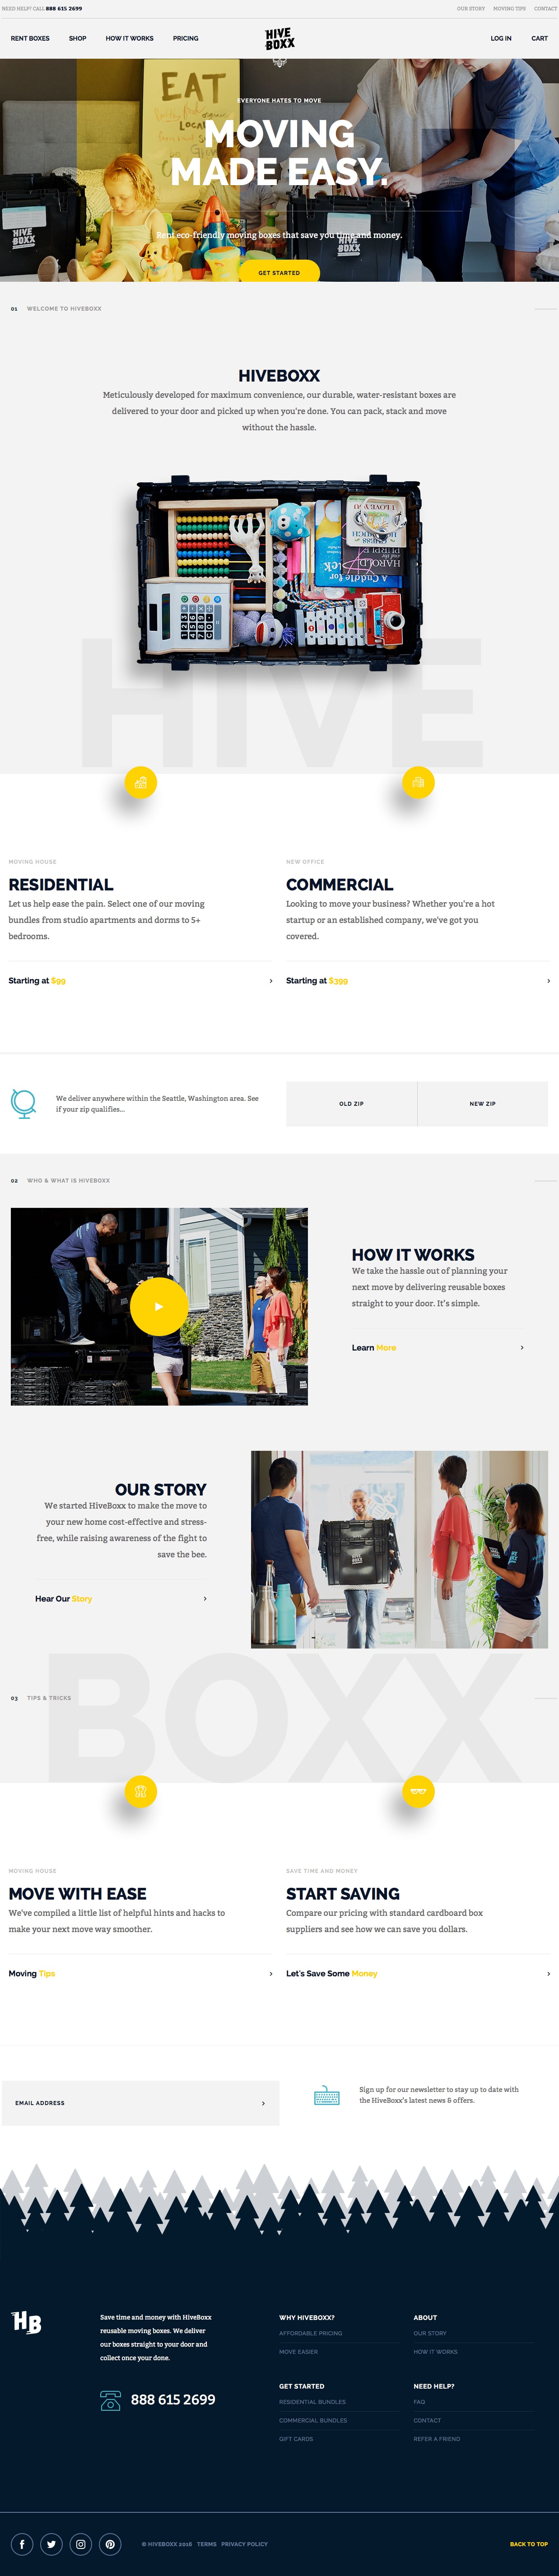 NEED HELP? CALL 888 615 2699
OUR STORY MOVING TIPS CONTACT
RENT BOXES SHOP HOW IT WORKS PRICING
HIVE
BOXX
LOG IN CART
EAT
EVERYONE HATES TO MOVE
MOVING
MADE EASY.
HIVE
BOXX
HIVE
BOXX
Rent eco-friendly moving boxes that save you time and money.
GET STARTED
01 WELCOME TO HIVEBOXX
HIVEBOXX
Meticulously developed for maximum convenience, our durable, water-resistant boxes are
delivered to your door and picked up when you're done. You can pack, stack and move
without the hassle.
HIVE
MOVING HOUSE
RESIDENTIAL
Let us help ease the pain. Select one of our moving
bundles from studio apartments and dorms to 5+
bedrooms.
Starting at $99
NEW OFFICE
COMMERCIAL
Looking to move your business? Whether you're a hot
startup or an established company, we've got you
covered.
Starting at $399
We deliver anywhere within the Seattle, Washington area. See
if your zip qualifies...
OLD ZIP
NEW ZIP
02 WHO & WHAT IS HIVEBOXX
HOW IT WORKS
We take the hassle out of planning your
next move by delivering reusable boxes
straight to your door. It's simple.
Learn More
OUR STORY
We started HiveBoxx to make the move to
your new home cost-effective and stress-
free, while raising awareness of the fight to
save the bee.
Hear Our Story
BOXX
03 TIPS & TRICKS
MOVING HOUSE
MOVE WITH EASE
We've compiled a little list of helpful hints and hacks to
make your next move way smoother.
Moving Tips
SAVE TIME AND MONEY
START SAVING
Compare our pricing with standard cardboard box
suppliers and see how we can save you dollars.
Let's Save Some Money
EMAIL ADDRESS
Sign up for our newsletter to stay up to date with
the HiveBoxx's latest news & offers.
HB
Save time and money with HiveBoxx
reusable moving boxes. We deliver
our boxes straight to your door and
collect once your done.
888 615 2699
WHY HIVEBOXX?
AFFORDABLE PRICING
MOVE EASIER
ABOUT
OUR STORY
HOW IT WORKS
GET STARTED
RESIDENTIAL BUNDLES
COMMERCIAL BUNDLES
GIFT CARDS
NEED HELP?
FAQ
CONTACT
REFER A FRIEND
© HIVEBOXX 2016 TERMS PRIVACY POLICY
BACK TO TOP